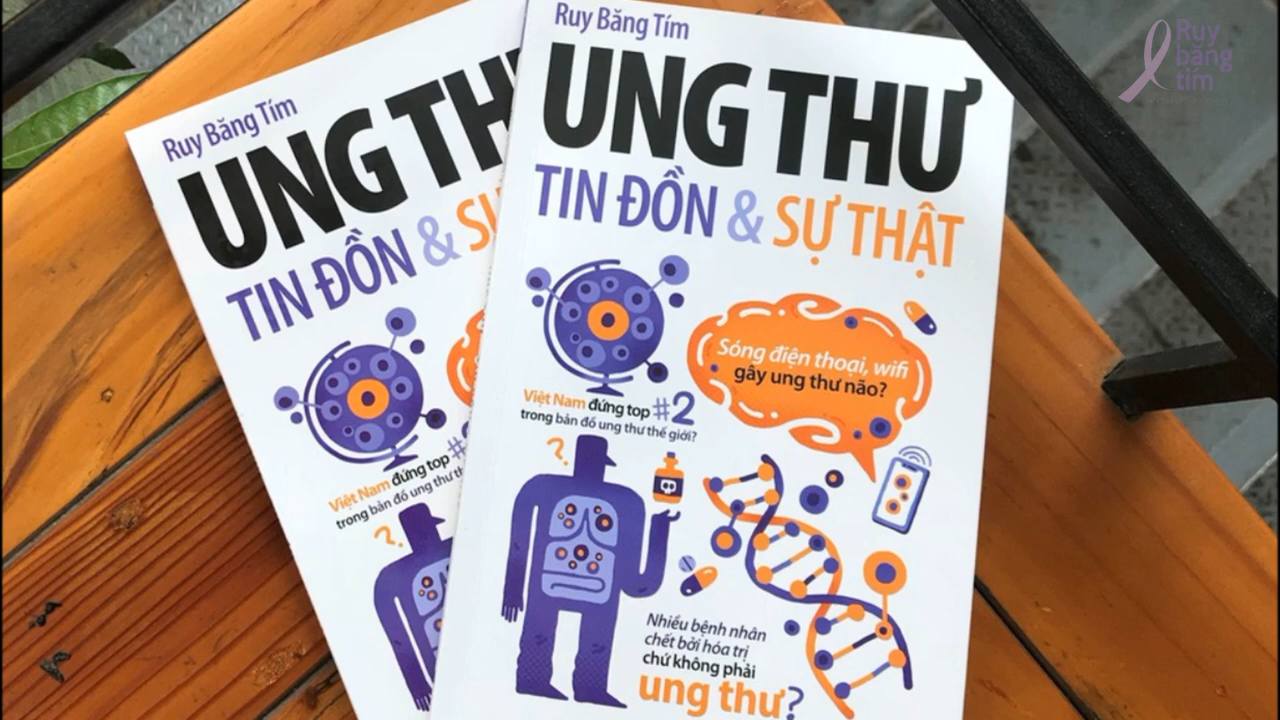 Ruy Băng Tím
UNG TH
TIN ĐỒN &
Việt Nam đứng top #
trong bản đồ ung thư th
?
Ruy Băng Tím
UNG THƯ
TIN ĐỒN & SỰ THẬT
Sóng điện thoại, wifi
gây ung thư não?
Việt Nam đứng top #2
trong bản đồ ung thư thế giới?
?
Nhiều bệnh nhân
chết bởi hóa trị
chứ không phải
ung thư?
Ruy
băng
tím